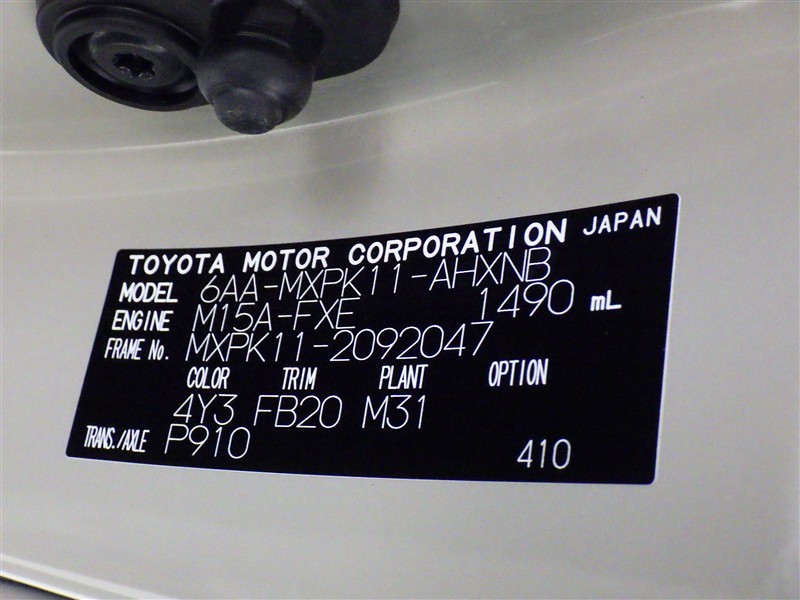 TOYOTA MOTOR CORPORATION JAPAN
MODEL 6AA-MXPK11-AHXNB
ENGINE M15A-FXE 1490 mL
FRAME No. MXPK11-2092047
COLOR TRIM PLANT OPTION
4Y3 FB20 M31
TRANS./AXLE P910 410